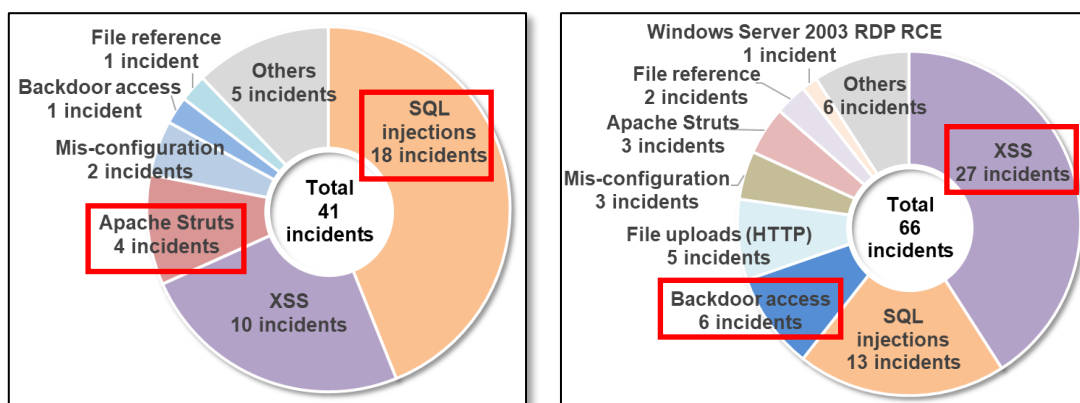 File reference
1 incident
Backdoor access
1 incident
Mis-configuration
2 incidents
Apache Struts
4 incidents
XSS
10 incidents
Others
5 incidents
SQL
injections
18 incidents
Total
41
incidents
Windows Server 2003 RDP RCE
1 incident
File reference
2 incidents
Apache Struts
3 incidents
Mis-configuration
3 incidents
File uploads (HTTP)
5 incidents
Backdoor access
6 incidents
SQL
injections
13 incidents
Others
6 incidents
XSS
27 incidents
Total
66
incidents